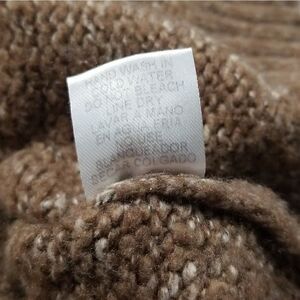 HAND WASH IN
COLD WATER
DO NOT BLEACH
LINE DRY
LAVAR A MANO
EN AGUA FRIA
NO USE
BLANQUEADOR
SECAR COLGADO